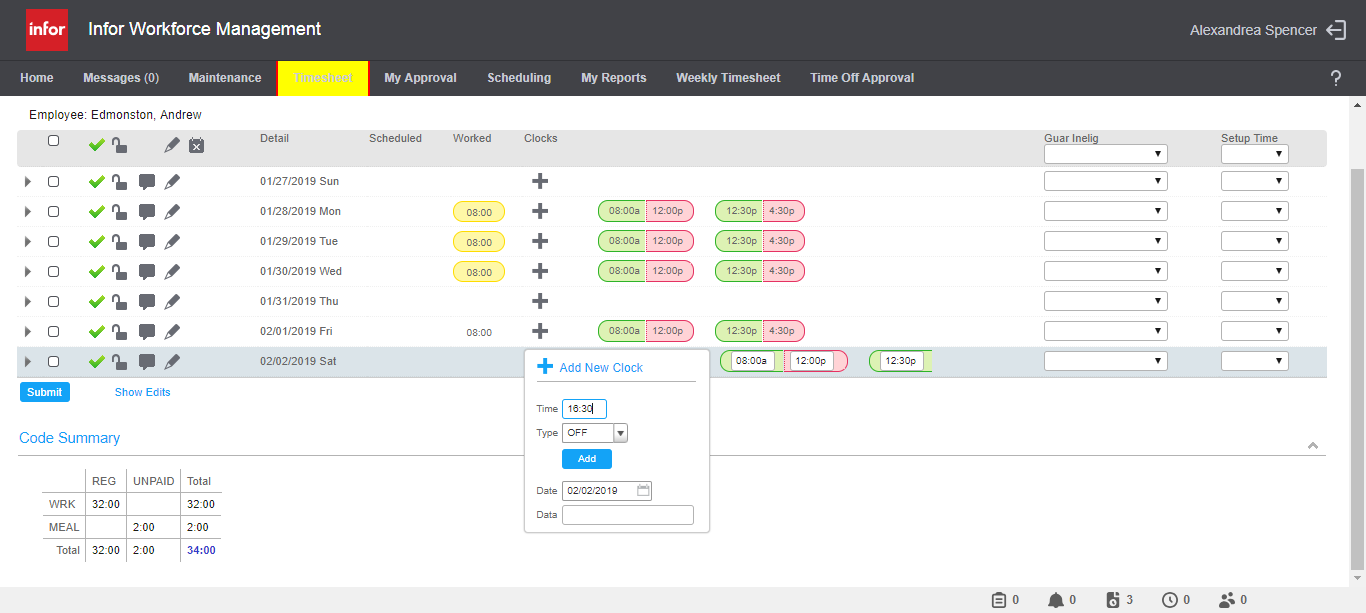 infor Infor Workforce Management Alexandrea Spencer
Home Messages (0) Maintenance Timesheet My Approval Scheduling My Reports Weekly Timesheet Time Off Approval ?
Employee: Edmonston, Andrew
Detail Scheduled Worked Clocks Guar Inelig Setup Time
01/27/2019 Sun
01/28/2019 Mon 08:00 08:00a 12:00p 12:30p 4:30p
01/29/2019 Tue 08:00 08:00a 12:00p 12:30p 4:30p
01/30/2019 Wed 08:00 08:00a 12:00p 12:30p 4:30p
01/31/2019 Thu
02/01/2019 Fri 08:00 08:00a 12:00p 12:30p 4:30p
02/02/2019 Sat 08:00a 12:00p 12:30p
Submit Show Edits
Add New Clock
Time 16:30
Type OFF
Add
Date 02/02/2019
Data
Code Summary
REG UNPAID Total
WRK 32:00 32:00
MEAL 2:00 2:00
Total 32:00 2:00 34:00
0 0 3 0 0